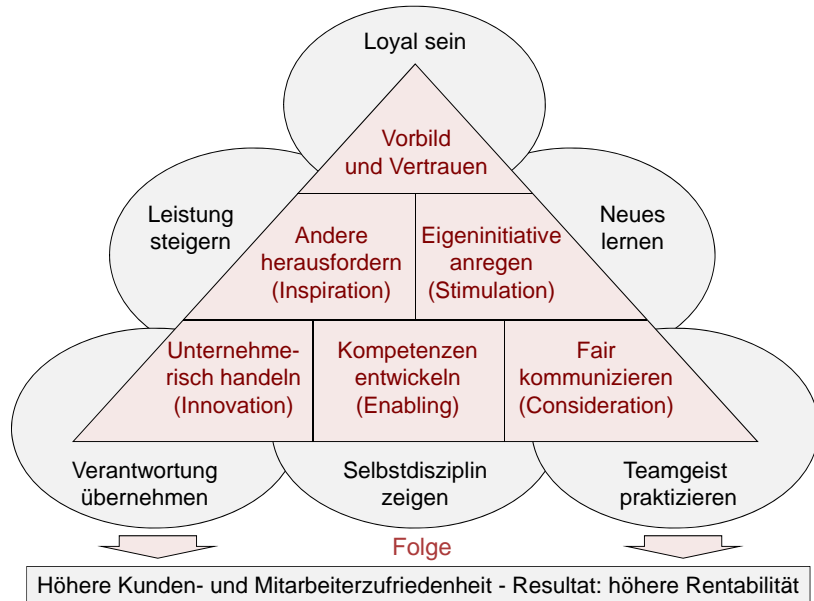 Loyal sein
Vorbild
und Vertrauen
Leistung
steigern
Andere
herausfordern
(Inspiration)
Eigeninitiative
anregen
(Stimulation)
Neues
lernen
Unternehme-
risch handeln
(Innovation)
Kompetenzen
entwickeln
(Enabling)
Fair
kommunizieren
(Consideration)
Verantwortung
übernehmen
Selbstdisziplin
zeigen
Teamgeist
praktizieren
Folge
Höhere Kunden- und Mitarbeiterzufriedenheit - Resultat: höhere Rentabilität